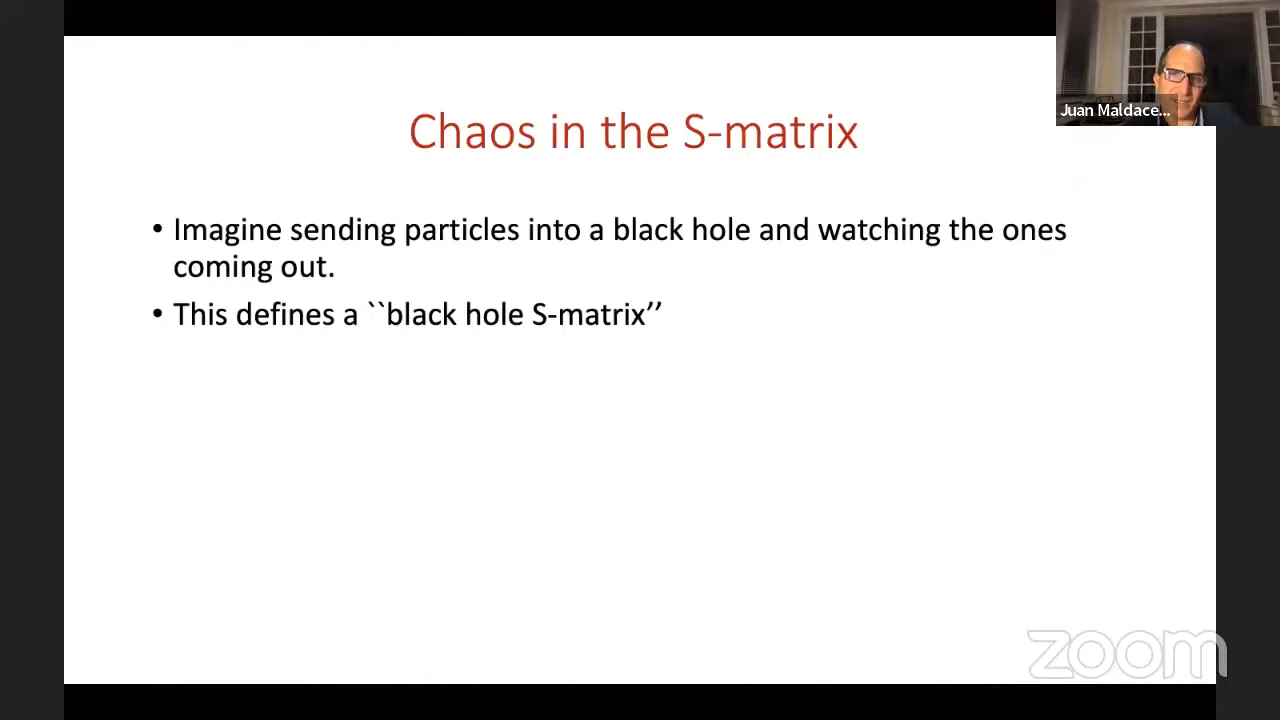 Juan Maldace...
Chaos in the S-matrix
• Imagine sending particles into a black hole and watching the ones
coming out.
• This defines a ``black hole S-matrix’’
zoom